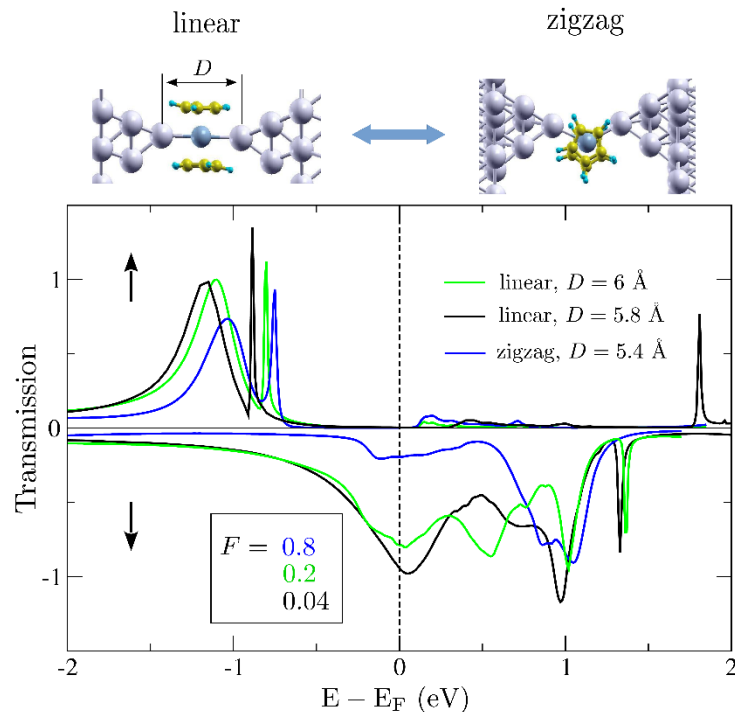 linear
zigzag
D
linear, D = 6 Å
linear, D = 5.8 Å
zigzag, D = 5.4 Å
Transmission
1
0
-1
F = 0.8
0.2
0.04
-2
-1
0
1
2
E − E_F (eV)